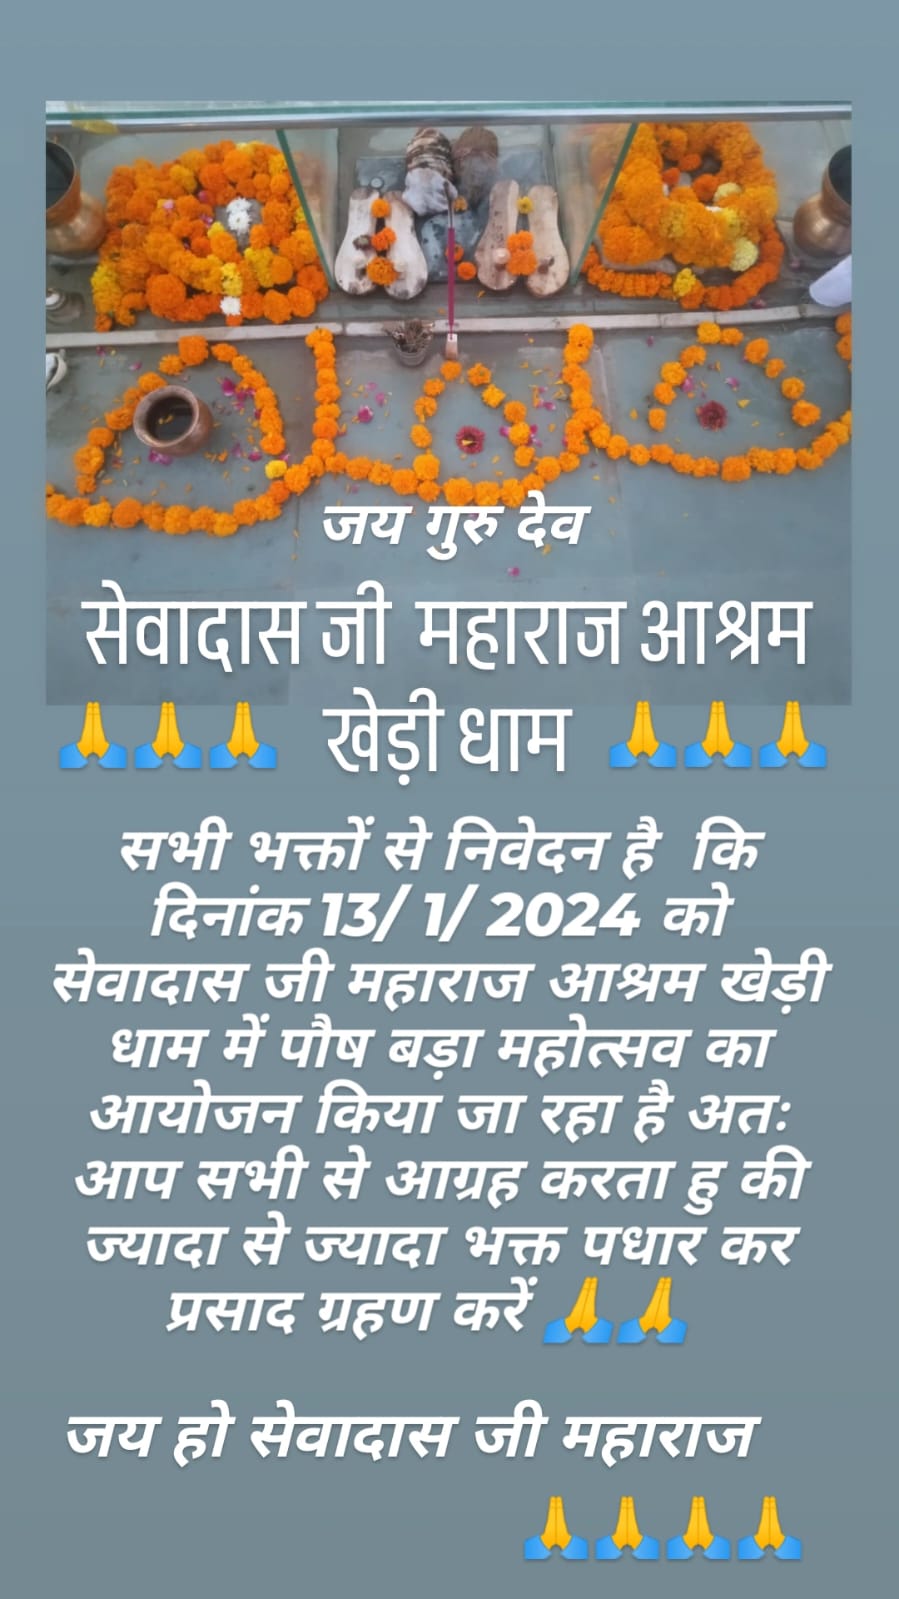 जय गुरु देव
सेवादास जी महाराज आश्रम
🙏🙏🙏 खेड़ी धाम 🙏🙏🙏
सभी भक्तों से निवेदन है कि
दिनांक 13/ 1/ 2024 को
सेवादास जी महाराज आश्रम खेड़ी
धाम में पौष बड़ा महोत्सव का
आयोजन किया जा रहा है अतः
आप सभी से आग्रह करता हु की
ज्यादा से ज्यादा भक्त पधार कर
प्रसाद ग्रहण करें 🙏🙏
जय हो सेवादास जी महाराज
🙏🙏🙏🙏